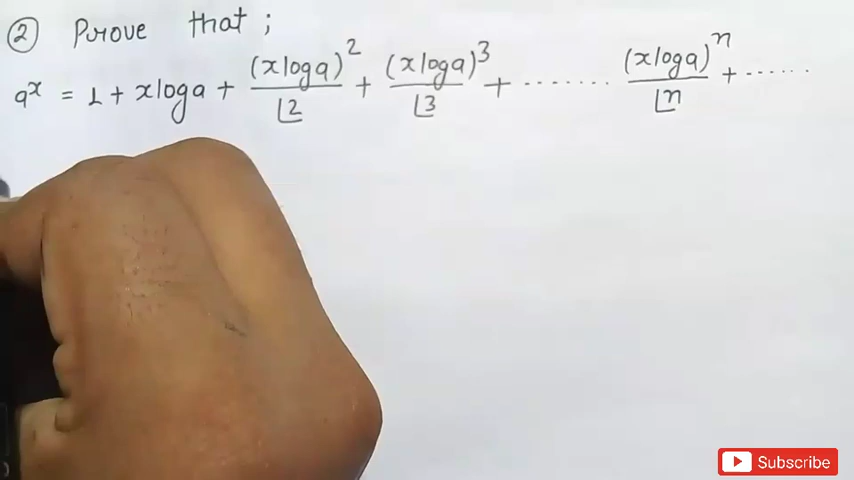 ② Prove that ;
a^x = 1 + x log a + (x log a)^2 / ⌊2 + (x log a)^3 / ⌊3 + ........ (x log a)^n / ⌊n + ......
Subscribe